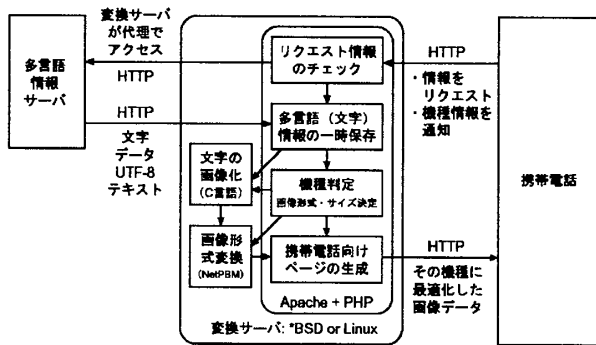 変換サーバ
が代理で
アクセス
HTTP
多言語
情報
サーバ
HTTP
文字
データ
UTF-8
テキスト
リクエスト情報
のチェック
多言語（文字）
情報の一時保存
文字の
画像化
(C言語)
機種判定
画像形式・サイズ決定
画像形
式変換
(NetPBM)
携帯電話向け
ページの生成
Apache + PHP
変換サーバ: *BSD or Linux
HTTP
・情報を
リクエスト
・機種情報を
通知
携帯電話
HTTP
その機種に
最適化した
画像データ